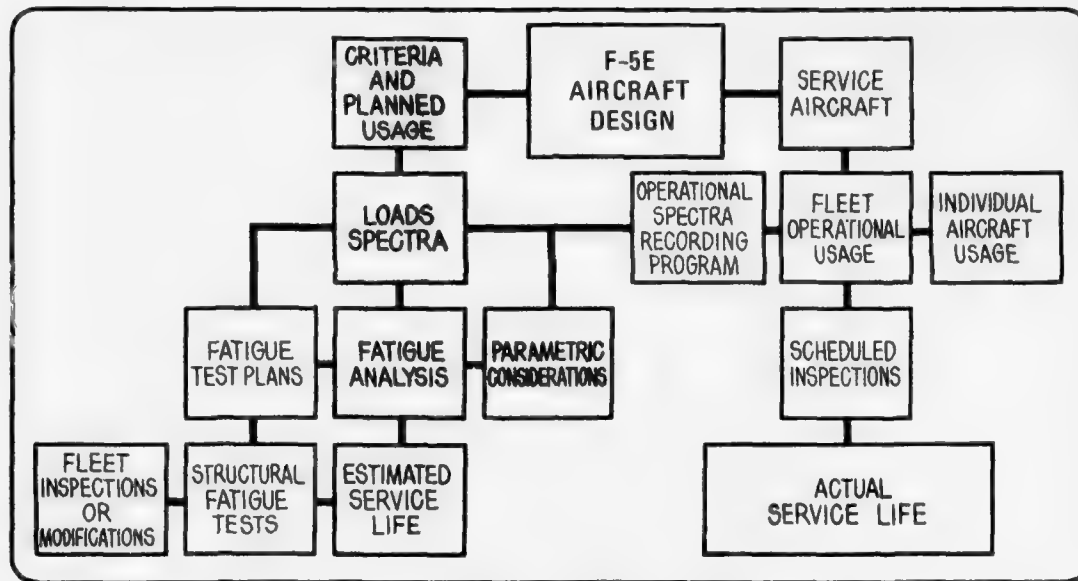 CRITERIA
AND
PLANNED
USAGE
F-5E
AIRCRAFT
DESIGN
SERVICE
AIRCRAFT
LOADS
SPECTRA
OPERATIONAL
SPECTRA
RECORDING
PROGRAM
FLEET
OPERATIONAL
USAGE
INDIVIDUAL
AIRCRAFT
USAGE
FATIGUE
TEST PLANS
FATIGUE
ANALYSIS
PARAMETRIC
CONSIDERATIONS
SCHEDULED
INSPECTIONS
FLEET
INSPECTIONS
OR
MODIFICATIONS
STRUCTURAL
FATIGUE
TESTS
ESTIMATED
SERVICE
LIFE
ACTUAL
SERVICE LIFE